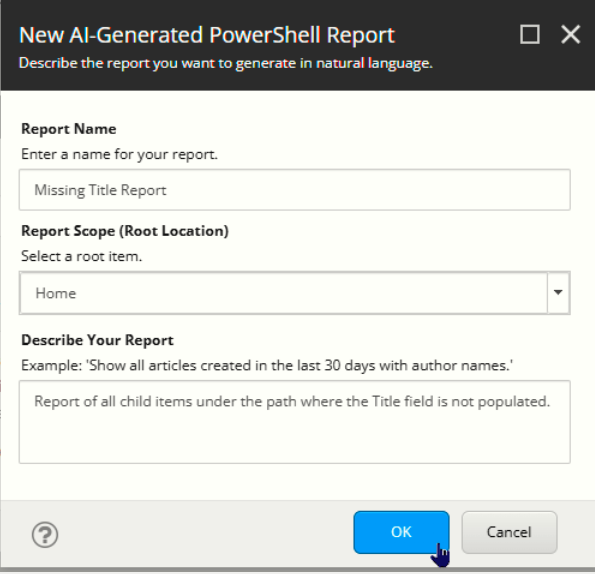 New AI-Generated PowerShell Report
Describe the report you want to generate in natural language.
Report Name
Enter a name for your report.
Missing Title Report
Report Scope (Root Location)
Select a root item.
Home
Describe Your Report
Example: 'Show all articles created in the last 30 days with author names.'
Report of all child items under the path where the Title field is not populated.
?
OK
Cancel